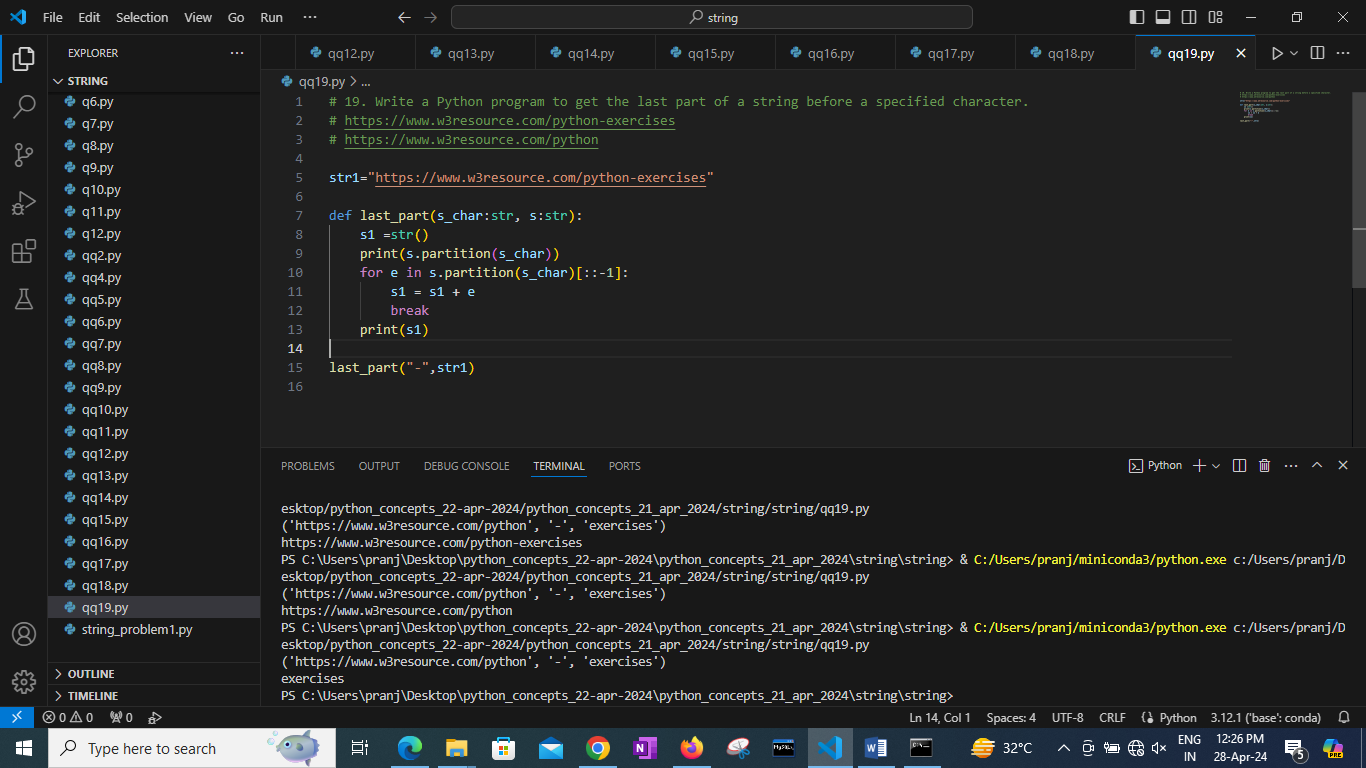 File Edit Selection View Go Run ··· string
EXPLORER ···
STRING
q6.py
q7.py
q8.py
q9.py
q10.py
q11.py
q12.py
qq2.py
qq4.py
qq5.py
qq6.py
qq7.py
qq8.py
qq9.py
qq10.py
qq11.py
qq12.py
qq13.py
qq14.py
qq15.py
qq16.py
qq17.py
qq18.py
qq19.py
string_problem1.py
OUTLINE
TIMELINE
qq12.py qq13.py qq14.py qq15.py qq16.py qq17.py qq18.py qq19.py
qq19.py > ...
1 # 19. Write a Python program to get the last part of a string before a specified character.
2 # https://www.w3resource.com/python-exercises
3 # https://www.w3resource.com/python
4
5 str1="https://www.w3resource.com/python-exercises"
6
7 def last_part(s_char:str, s:str):
8     s1 =str()
9     print(s.partition(s_char))
10     for e in s.partition(s_char)[::-1]:
11         s1 = s1 + e
12         break
13     print(s1)
14
15 last_part("-",str1)
16
PROBLEMS OUTPUT DEBUG CONSOLE TERMINAL PORTS Python
esktop/python_concepts_22-apr-2024/python_concepts_21_apr_2024/string/string/qq19.py
('https://www.w3resource.com/python', '-', 'exercises')
https://www.w3resource.com/python-exercises
PS C:\Users\pranj\Desktop\python_concepts_22-apr-2024\python_concepts_21_apr_2024\string\string> & C:/Users/pranj/miniconda3/python.exe c:/Users/pranj/D
esktop/python_concepts_22-apr-2024/python_concepts_21_apr_2024/string/string/qq19.py
('https://www.w3resource.com/python', '-', 'exercises')
https://www.w3resource.com/python
PS C:\Users\pranj\Desktop\python_concepts_22-apr-2024\python_concepts_21_apr_2024\string\string> & C:/Users/pranj/miniconda3/python.exe c:/Users/pranj/D
esktop/python_concepts_22-apr-2024/python_concepts_21_apr_2024/string/string/qq19.py
('https://www.w3resource.com/python', '-', 'exercises')
exercises
PS C:\Users\pranj\Desktop\python_concepts_22-apr-2024\python_concepts_21_apr_2024\string\string>
0 0 0 Ln 14, Col 1 Spaces: 4 UTF-8 CRLF Python 3.12.1 ('base': conda)
Type here to search 32°C ENG 12:26 PM
IN 28-Apr-24 5